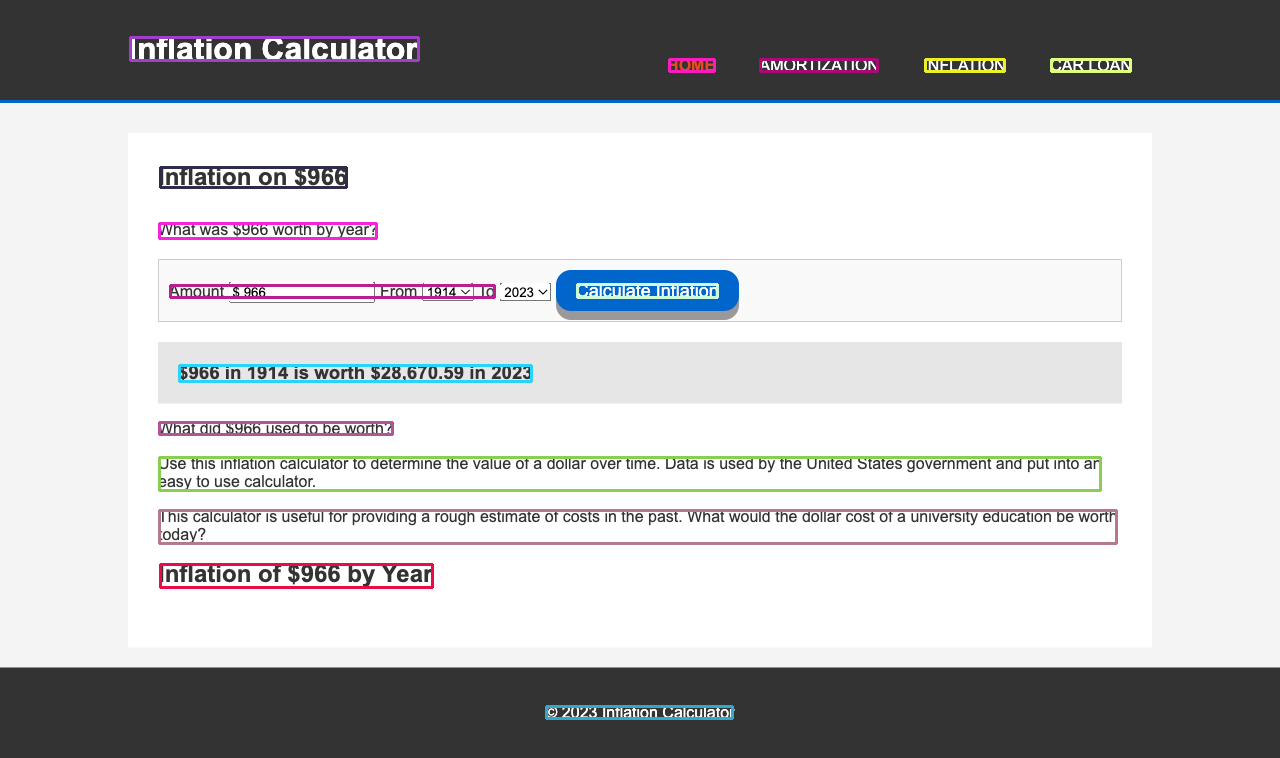 Inflation Calculator
HOME AMORTIZATION INFLATION CAR LOAN
Inflation on $966
What was $966 worth by year?
Amount $ 966 From 1914 To 2023 Calculate Inflation
$966 in 1914 is worth $28,670.59 in 2023
What did $966 used to be worth?
Use this inflation calculator to determine the value of a dollar over time. Data is used by the United States government and put into an
easy to use calculator.
This calculator is useful for providing a rough estimate of costs in the past. What would the dollar cost of a university education be worth
today?
Inflation of $966 by Year
© 2023 Inflation Calculator